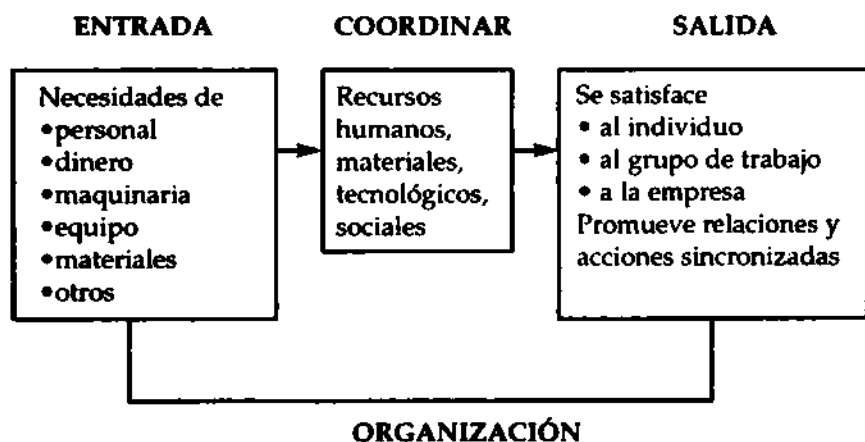 ENTRADA
COORDINAR
SALIDA
Necesidades de
•personal
•dinero
•maquinaria
•equipo
•materiales
•otros
Recursos
humanos,
materiales,
tecnológicos,
sociales
Se satisface
• al individuo
• al grupo de trabajo
• a la empresa
Promueve relaciones y
acciones sincronizadas
ORGANIZACIÓN